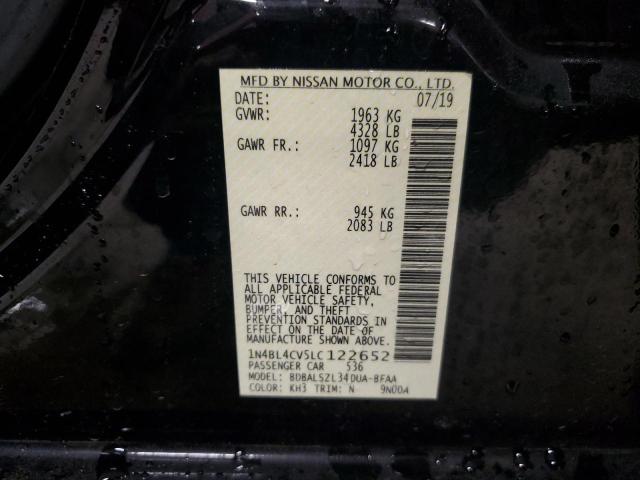 MFD BY NISSAN MOTOR CO., LTD.
DATE: 07/19
GVWR: 1963 KG
4328 LB
GAWR FR.: 1097 KG
2418 LB
GAWR RR.: 945 KG
2083 LB
THIS VEHICLE CONFORMS TO
ALL APPLICABLE FEDERAL
MOTOR VEHICLE SAFETY,
BUMPER, AND THEFT
PREVENTION STANDARDS IN
EFFECT ON THE DATE OF
MANUFACTURE SHOWN ABOVE.
1N4BL4CV5LC122652
PASSENGER CAR 536
MODEL: BDBALSZL34DUA-BFAA
COLOR: KH3 TRIM: N 9N00A